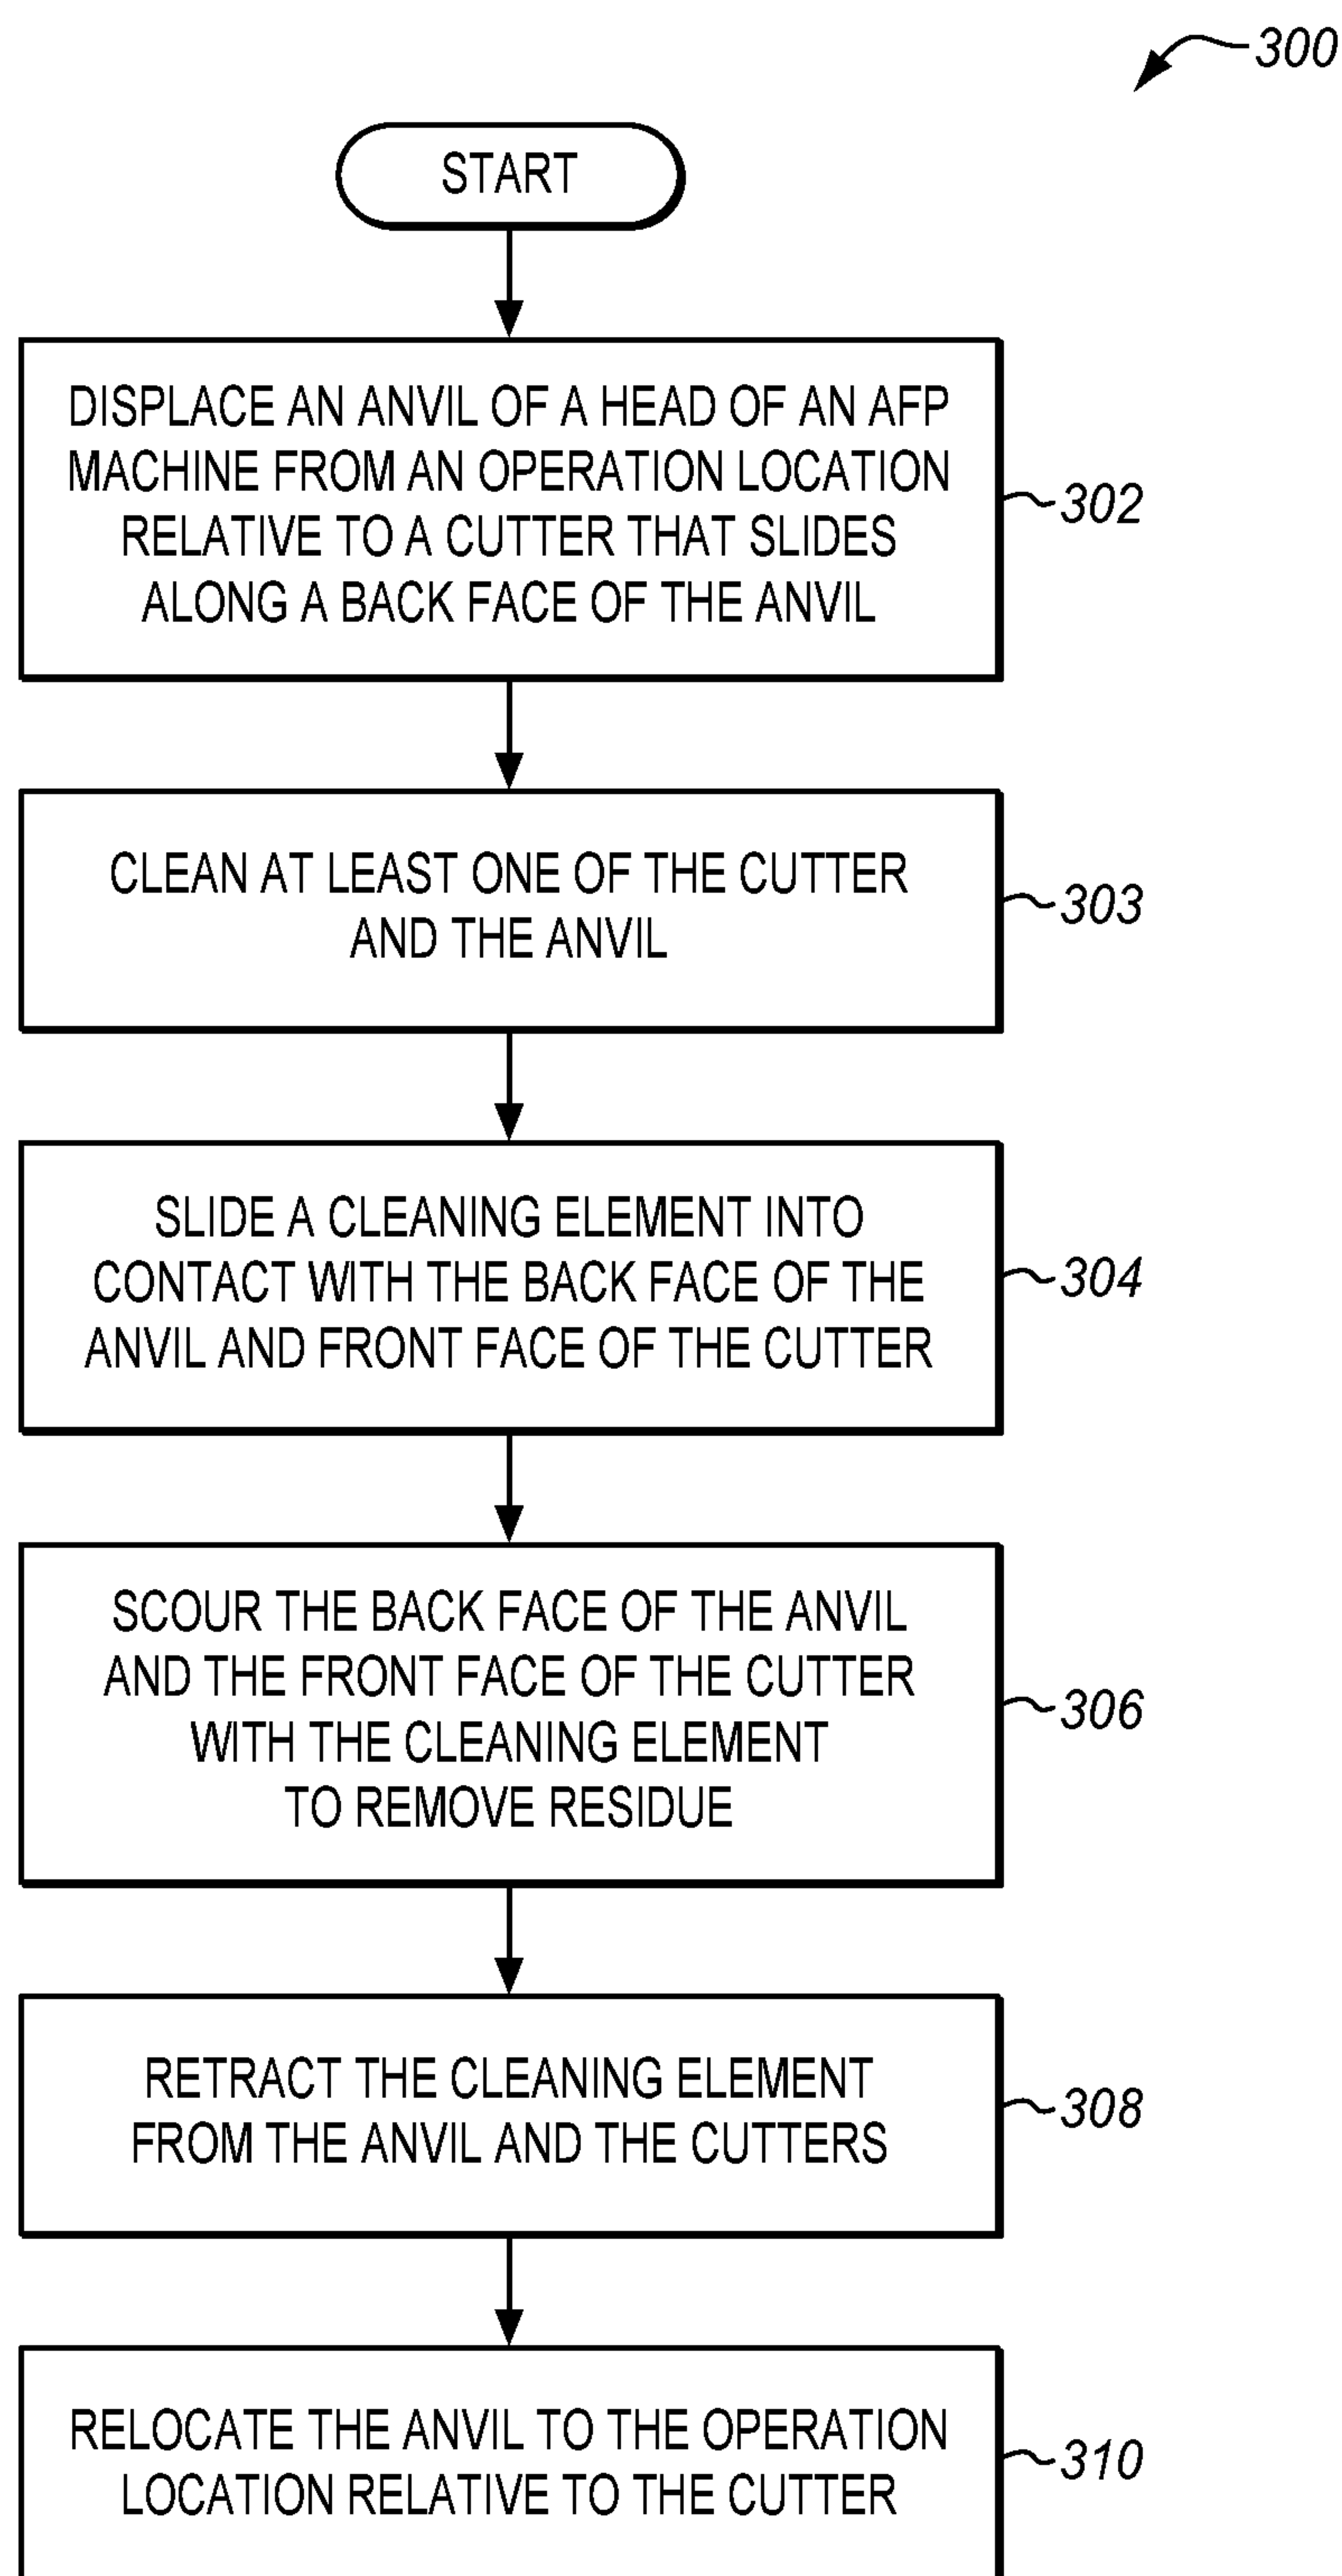 300
START
DISPLACE AN ANVIL OF A HEAD OF AN AFP
MACHINE FROM AN OPERATION LOCATION
RELATIVE TO A CUTTER THAT SLIDES
ALONG A BACK FACE OF THE ANVIL
302
CLEAN AT LEAST ONE OF THE CUTTER
AND THE ANVIL
303
SLIDE A CLEANING ELEMENT INTO
CONTACT WITH THE BACK FACE OF THE
ANVIL AND FRONT FACE OF THE CUTTER
304
SCOUR THE BACK FACE OF THE ANVIL
AND THE FRONT FACE OF THE CUTTER
WITH THE CLEANING ELEMENT
TO REMOVE RESIDUE
306
RETRACT THE CLEANING ELEMENT
FROM THE ANVIL AND THE CUTTERS
308
RELOCATE THE ANVIL TO THE OPERATION
LOCATION RELATIVE TO THE CUTTER
310